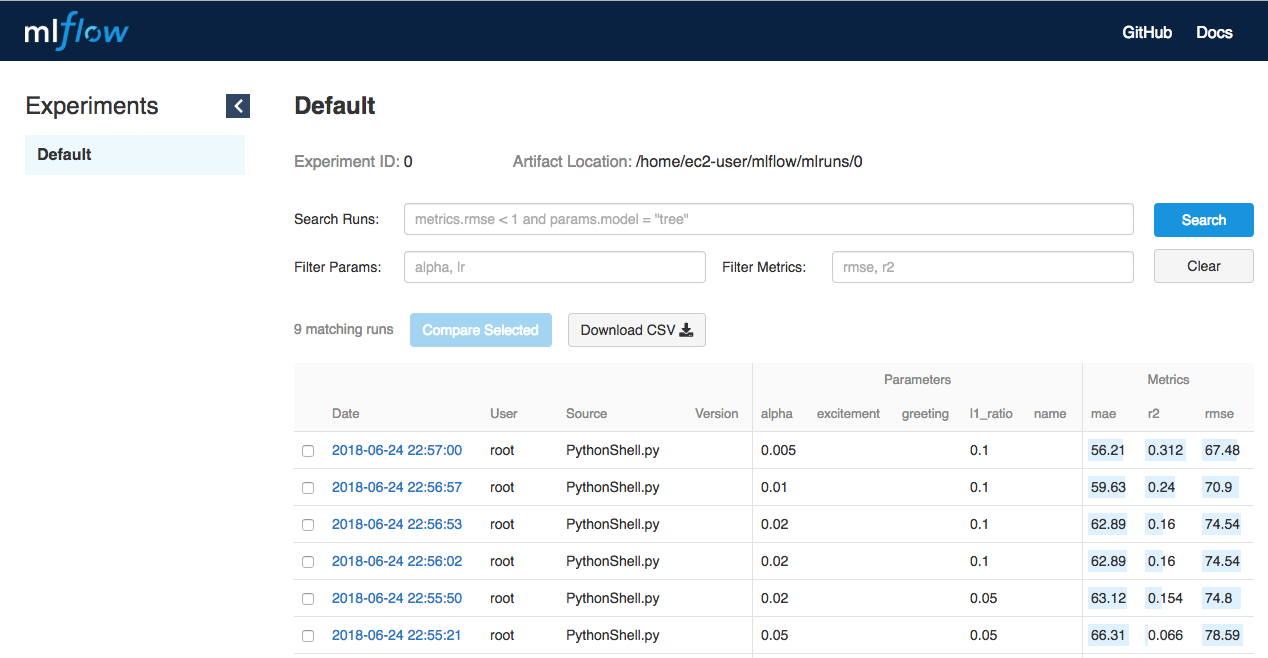 mlflow GitHub Docs
Experiments
Default
Default
Experiment ID: 0 Artifact Location: /home/ec2-user/mlflow/mlruns/0
Search Runs: metrics.rmse < 1 and params.model = "tree" Search
Filter Params: alpha, lr Filter Metrics: rmse, r2 Clear
9 matching runs Compare Selected Download CSV
Parameters Metrics
Date User Source Version alpha excitement greeting l1_ratio name mae r2 rmse
2018-06-24 22:57:00 root PythonShell.py 0.005 0.1 56.21 0.312 67.48
2018-06-24 22:56:57 root PythonShell.py 0.01 0.1 59.63 0.24 70.9
2018-06-24 22:56:53 root PythonShell.py 0.02 0.1 62.89 0.16 74.54
2018-06-24 22:56:02 root PythonShell.py 0.02 0.1 62.89 0.16 74.54
2018-06-24 22:55:50 root PythonShell.py 0.02 0.05 63.12 0.154 74.8
2018-06-24 22:55:21 root PythonShell.py 0.05 0.05 66.31 0.066 78.59